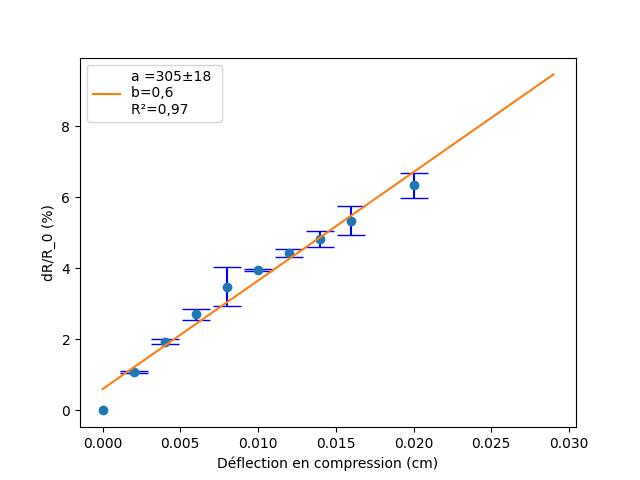 a =305±18
b=0,6
R²=0,97
8
6
4
2
0
dR/R_0 (%)
0.000 0.005 0.010 0.015 0.020 0.025 0.030
Déflection en compression (cm)